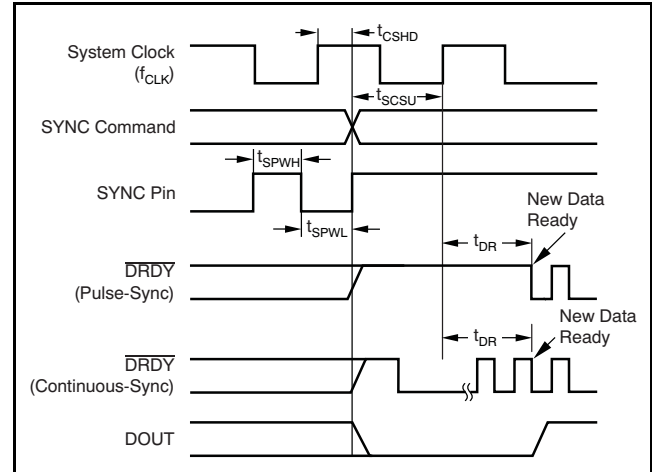 System Clock
(fCLK)
tCSHD
tSCSU
SYNC Command
tSPWH
SYNC Pin
tSPWL
New Data
Ready
tDR
DRDY
(Pulse-Sync)
New Data
Ready
tDR
DRDY
(Continuous-Sync)
DOUT